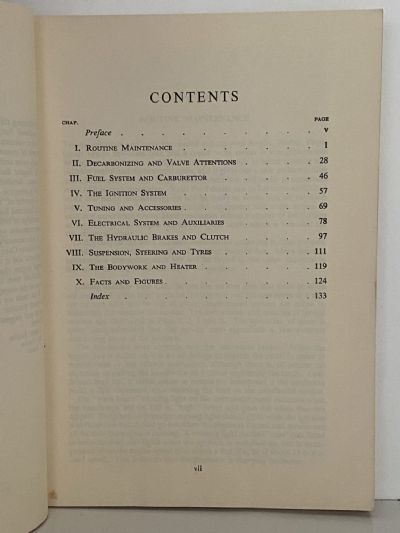 CONTENTS
CHAP. PAGE
Preface . . . . . . . . . . v
I. ROUTINE MAINTENANCE . . . . . . . 1
II. DECARBONIZING AND VALVE ATTENTIONS . . . . 28
III. FUEL SYSTEM AND CARBURETTOR . . . . . 46
IV. THE IGNITION SYSTEM . . . . . . . 57
V. TUNING AND ACCESSORIES . . . . . . . 69
VI. ELECTRICAL SYSTEM AND AUXILIARIES . . . . 78
VII. THE HYDRAULIC BRAKES AND CLUTCH . . . . 97
VIII. SUSPENSION, STEERING AND TYRES . . . . . 111
IX. THE BODYWORK AND HEATER . . . . . . 119
X. FACTS AND FIGURES . . . . . . . . 124
Index . . . . . . . . . 133
vii